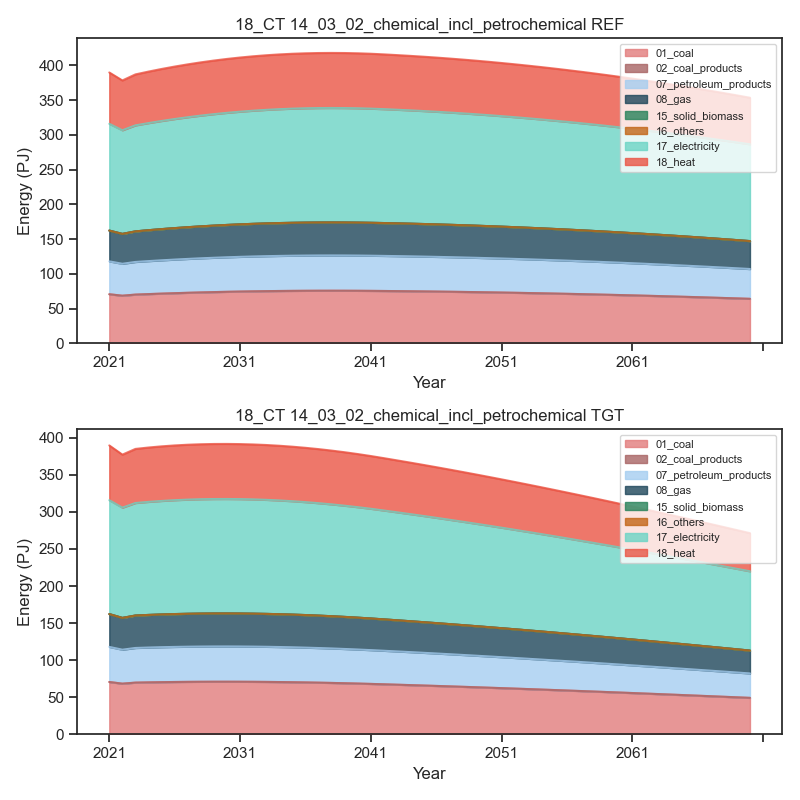 18_CT 14_03_02_chemical_incl_petrochemical REF
Energy (PJ)
400
350
300
250
200
150
100
50
0
01_coal
02_coal_products
07_petroleum_products
08_gas
15_solid_biomass
16_others
17_electricity
18_heat
2021 2031 2041 2051 2061
Year
18_CT 14_03_02_chemical_incl_petrochemical TGT
Energy (PJ)
400
350
300
250
200
150
100
50
0
01_coal
02_coal_products
07_petroleum_products
08_gas
15_solid_biomass
16_others
17_electricity
18_heat
2021 2031 2041 2051 2061
Year